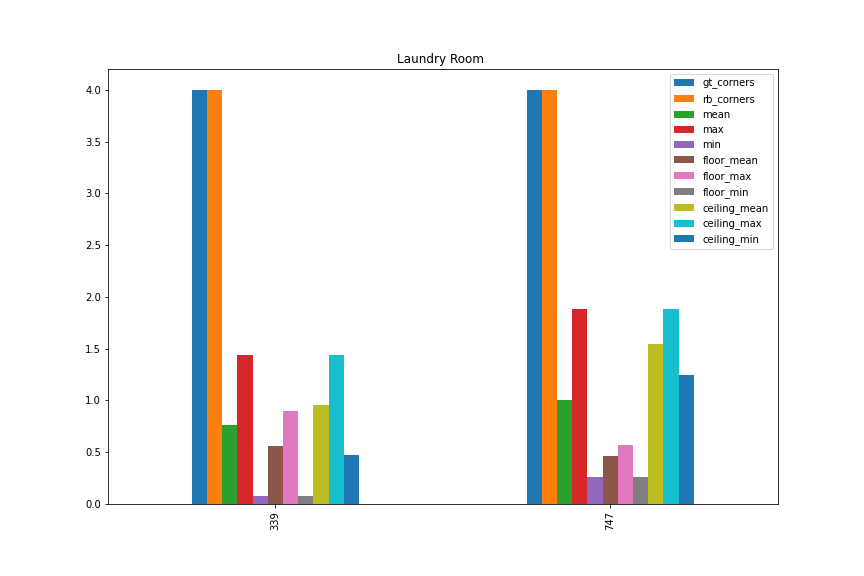 Laundry Room
4.0
3.5
3.0
2.5
2.0
1.5
1.0
0.5
0.0
339
747
gt_corners
rb_corners
mean
max
min
floor_mean
floor_max
floor_min
ceiling_mean
ceiling_max
ceiling_min